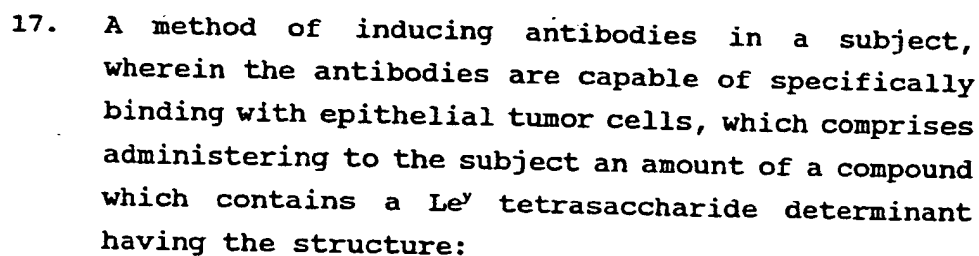 17. A method of inducing antibodies in a subject,
wherein the antibodies are capable of specifically
binding with epithelial tumor cells, which comprises
administering to the subject an amount of a compound
which contains a Leʸ tetrasaccharide determinant
having the structure: